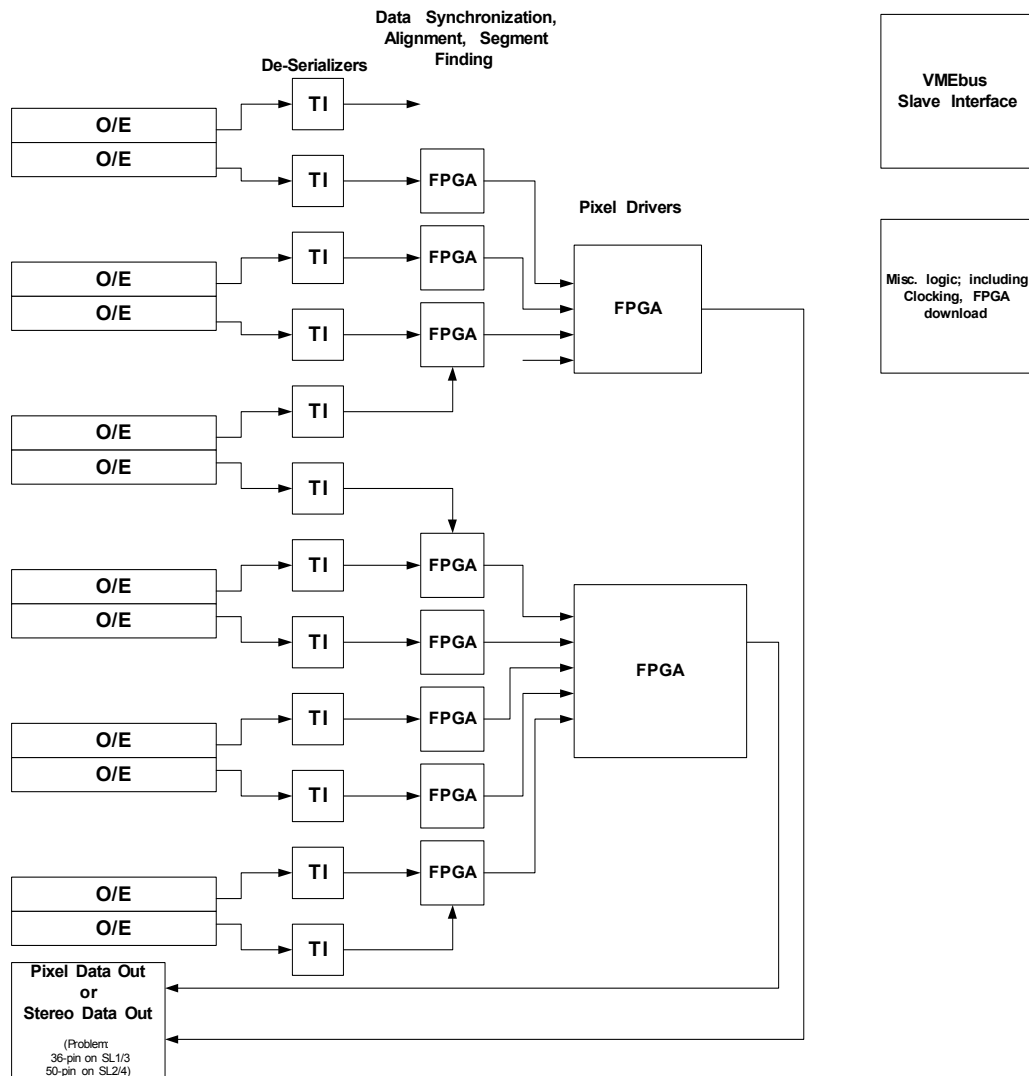 Data Synchronization,
Alignment, Segment
Finding
De-Serializers
VMEbus
Slave Interface
TI
O/E
O/E
TI
FPGA
Pixel Drivers
TI
FPGA
O/E
O/E
Misc. logic; including
Clocking, FPGA
download
FPGA
TI
FPGA
TI
O/E
O/E
TI
TI
FPGA
O/E
O/E
TI
FPGA
FPGA
TI
FPGA
O/E
O/E
TI
FPGA
TI
FPGA
O/E
O/E
TI
Pixel Data Out
or
Stereo Data Out
(Problem:
36-pin on SL1/3
50-pin on SL2/4)